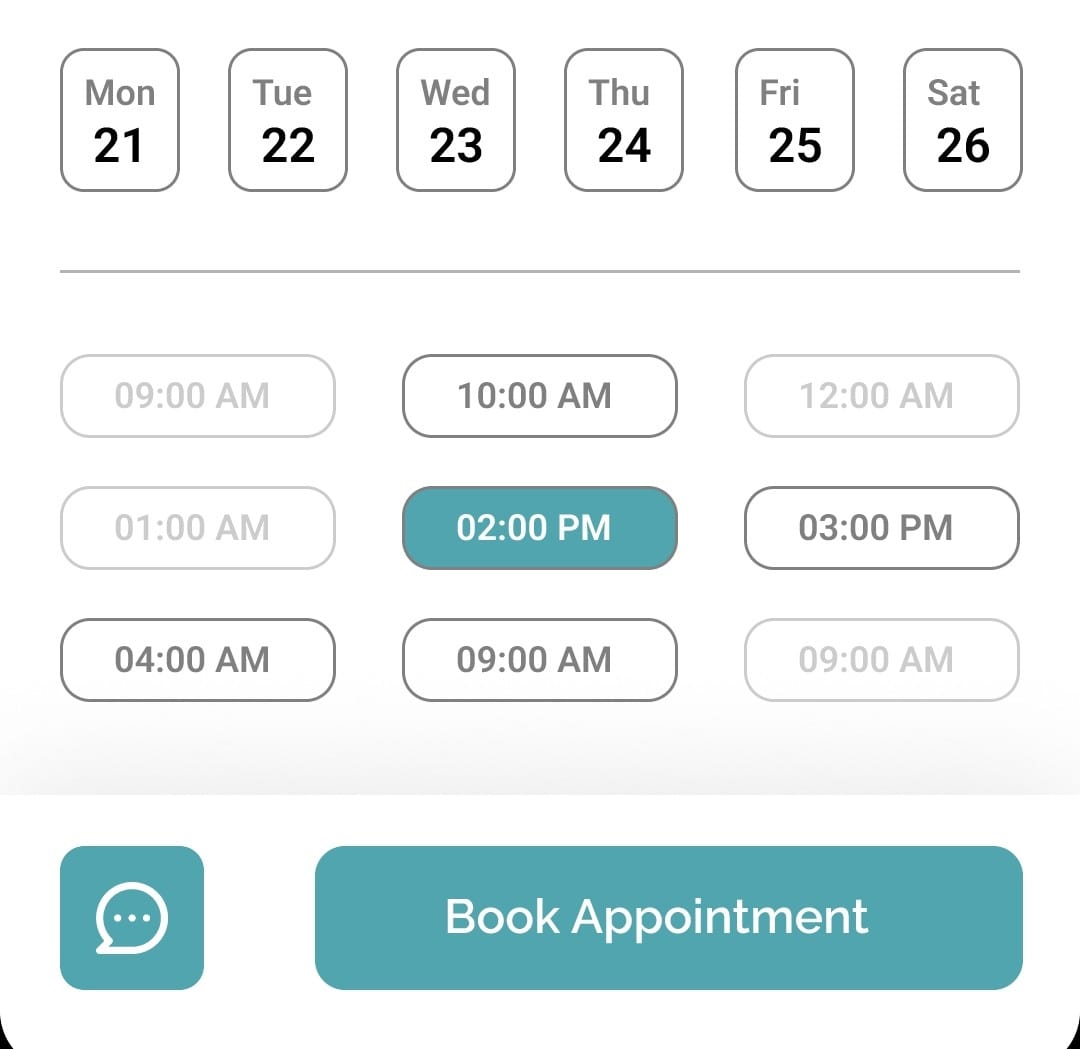 Mon Tue Wed Thu Fri Sat
21 22 23 24 25 26
09:00 AM 10:00 AM 12:00 AM
01:00 AM 02:00 PM 03:00 PM
04:00 AM 09:00 AM 09:00 AM
Book Appointment